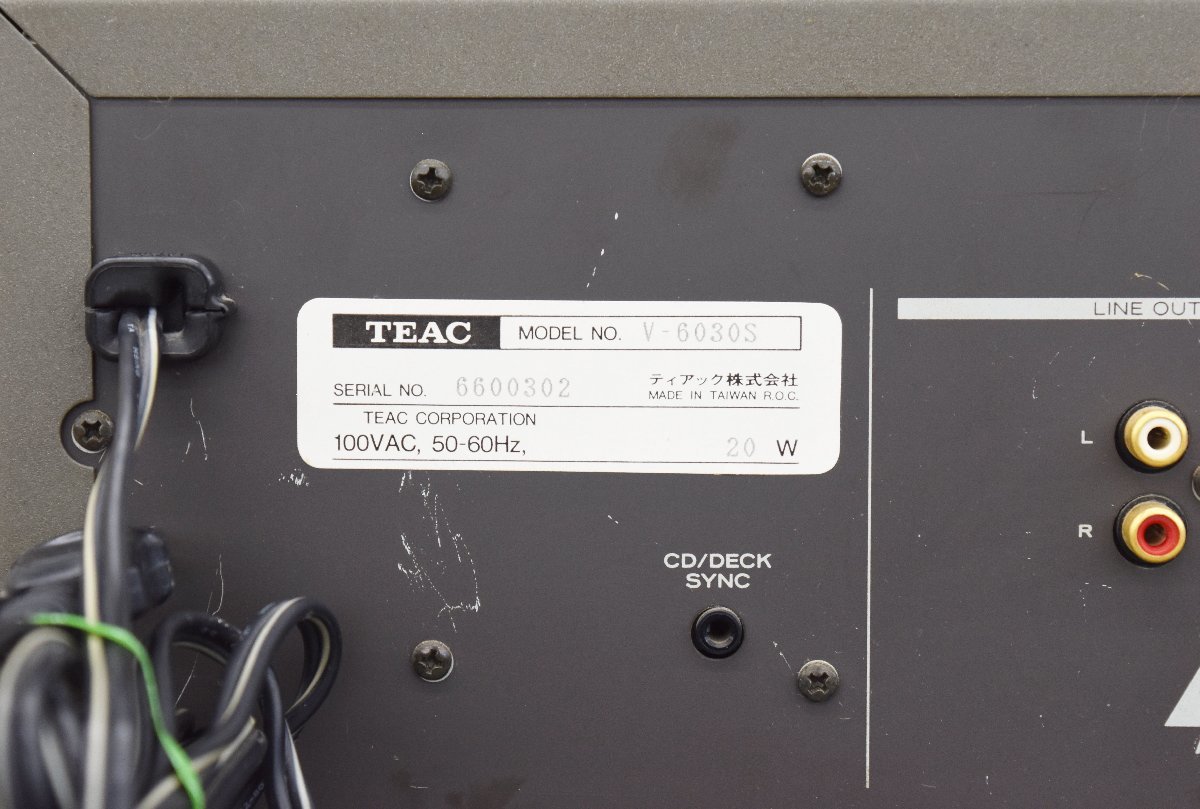 TEAC MODEL NO. V-6030S
SERIAL NO. 6600302
ティアック株式会社
MADE IN TAIWAN R.O.C.
TEAC CORPORATION
100VAC, 50-60Hz, 20 W
LINE OUT
L
R
CD/DECK
SYNC